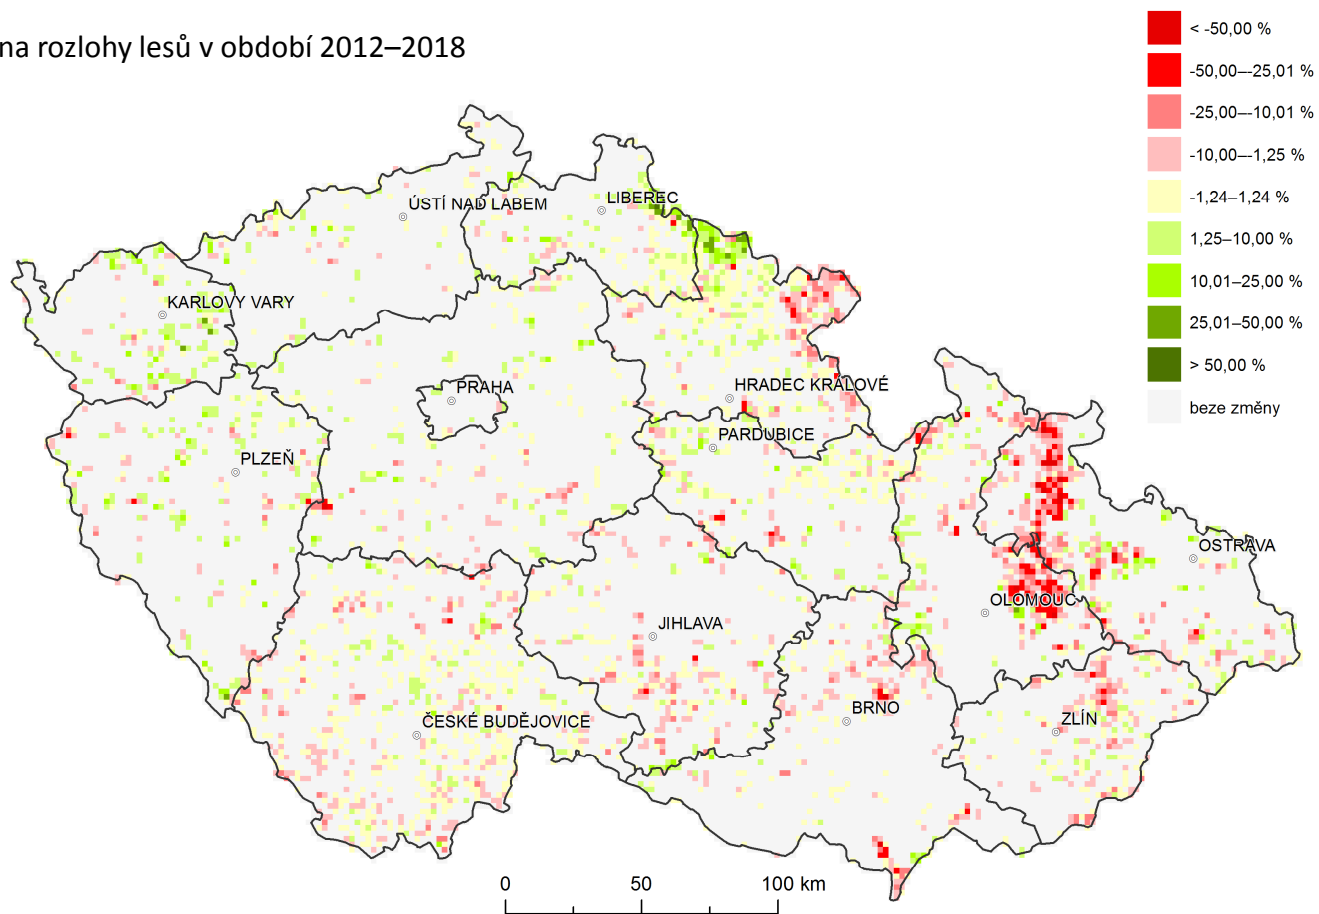 na rozlohy lesů v období 2012–2018
< -50,00 %
-50,00–-25,01 %
-25,00–-10,01 %
-10,00–-1,25 %
-1,24–1,24 %
1,25–10,00 %
10,01–25,00 %
25,01–50,00 %
> 50,00 %
beze změny
ÚSTÍ NAD LABEM
LIBEREC
KARLOVY VARY
PRAHA
HRADEC KRÁLOVÉ
PARDUBICE
PLZEŇ
OSTRAVA
OLOMOUC
JIHLAVA
BRNO
ZLÍN
ČESKÉ BUDĚJOVICE
0 50 100 km